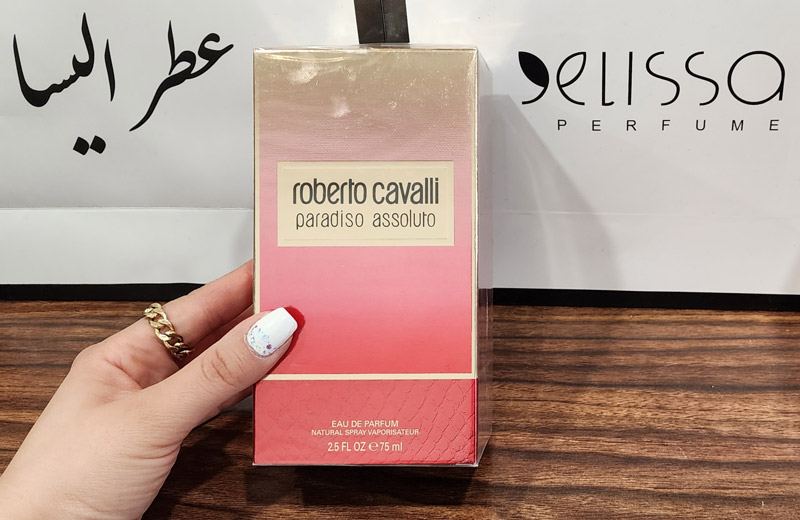 عطر الیسا
elissa
PERFUME
roberto cavalli
paradiso assoluto
EAU DE PARFUM
NATURAL SPRAY VAPORISATEUR
2.5 FL OZ ℮ 75 ml